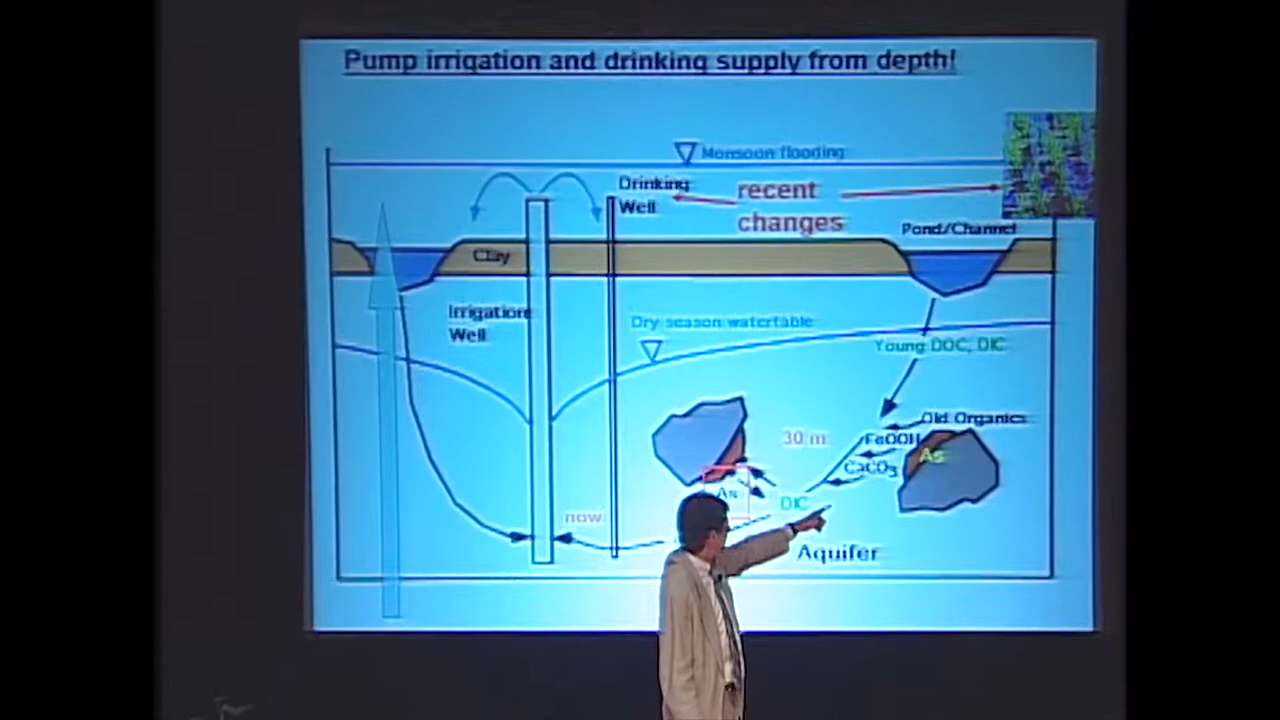 Pump irrigation and drinking supply from depth!
Monsoon flooding
Drinking
Well
recent
changes
Pond/Channel
Clay
Irrigation
Well
Dry season watertable
Young DOC, DIC
Old Organics
30 m
FeOOH
As
CaCO3
As
DIC
now
Aquifer